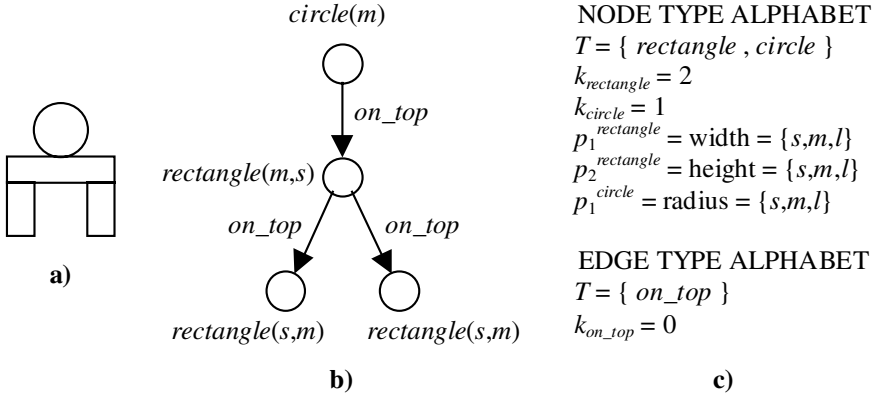 a)
circle(m)
on_top
rectangle(m,s)
on_top on_top
rectangle(s,m) rectangle(s,m)
b)
NODE TYPE ALPHABET
T = { rectangle , circle }
k_rectangle = 2
k_circle = 1
p_1^rectangle = width = {s,m,l}
p_2^rectangle = height = {s,m,l}
p_1^circle = radius = {s,m,l}
EDGE TYPE ALPHABET
T = { on_top }
k_on_top = 0
c)